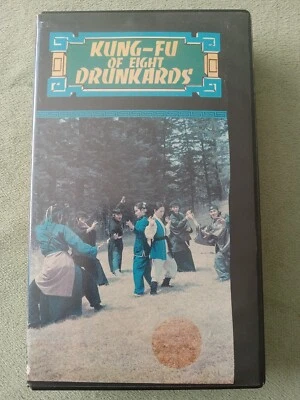 KUNG-FU
OF EIGHT
DRUNKARDS